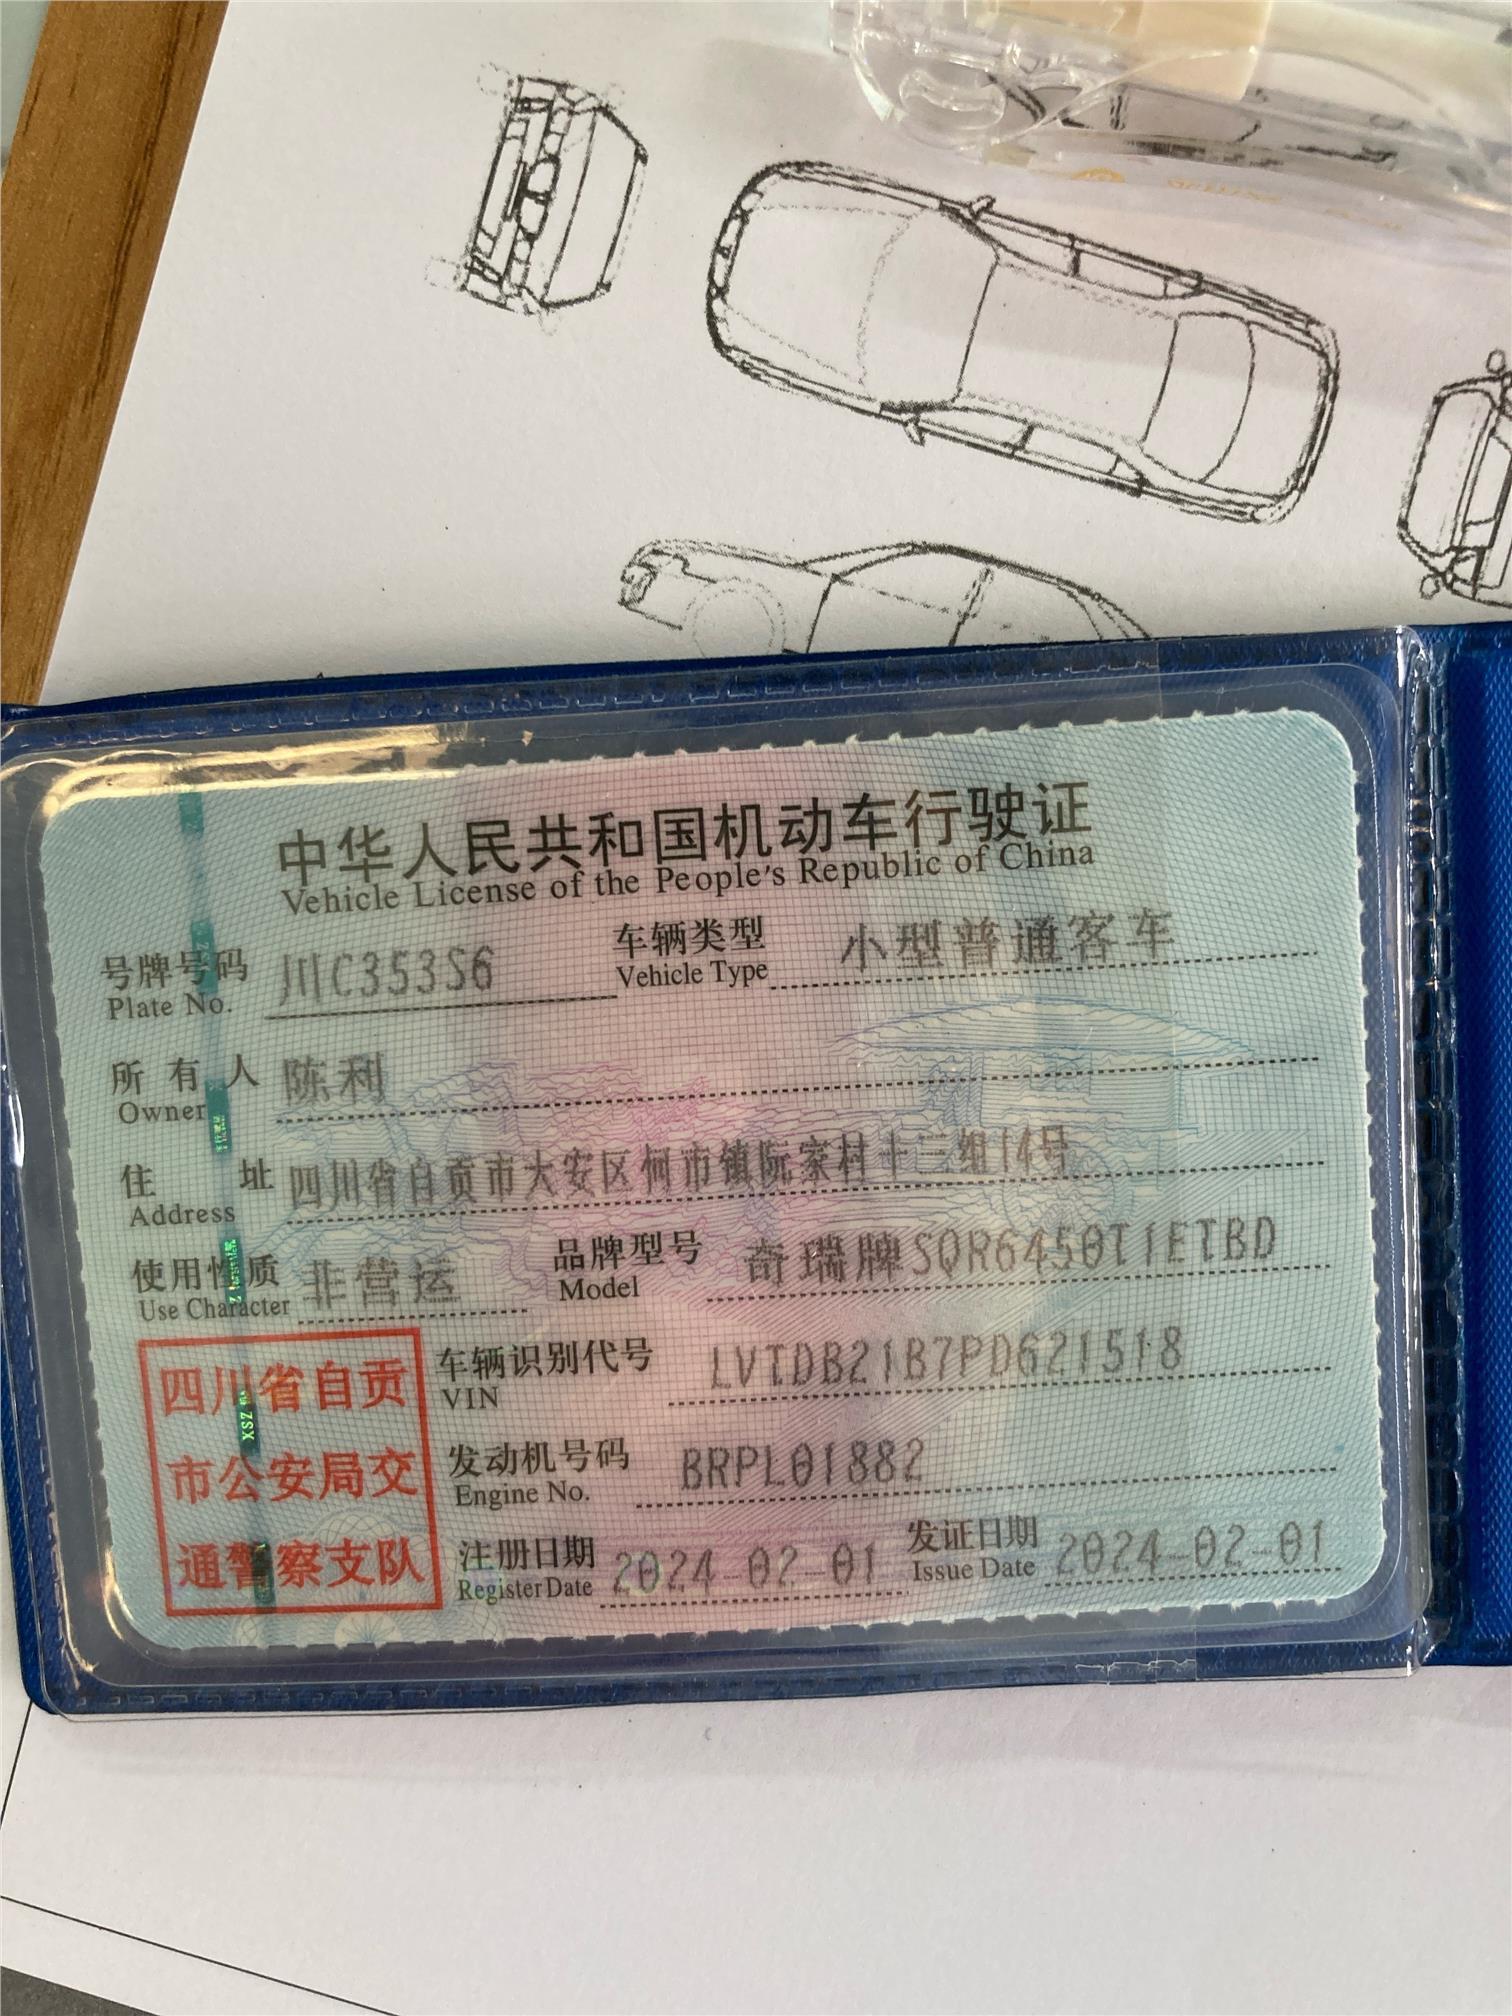 中华人民共和国机动车行驶证
Vehicle License of the People's Republic of China
号牌号码 川C353S6 车辆类型 小型普通客车
Plate No. Vehicle Type
所有人 陈利
Owner
住址 四川省自贡市大安区何市镇阮家村十三组14号
Address
使用性质 非营运 品牌型号 奇瑞牌SQR6450T1ETBD
Use Character Model
车辆识别代号 LVTDB21B7PD621518
VIN
发动机号码 BRPL01882
Engine No.
注册日期 2024-02-01 发证日期 2024-02-01
Register Date Issue Date
四川省自贡
市公安局交
通警察支队
XSZ